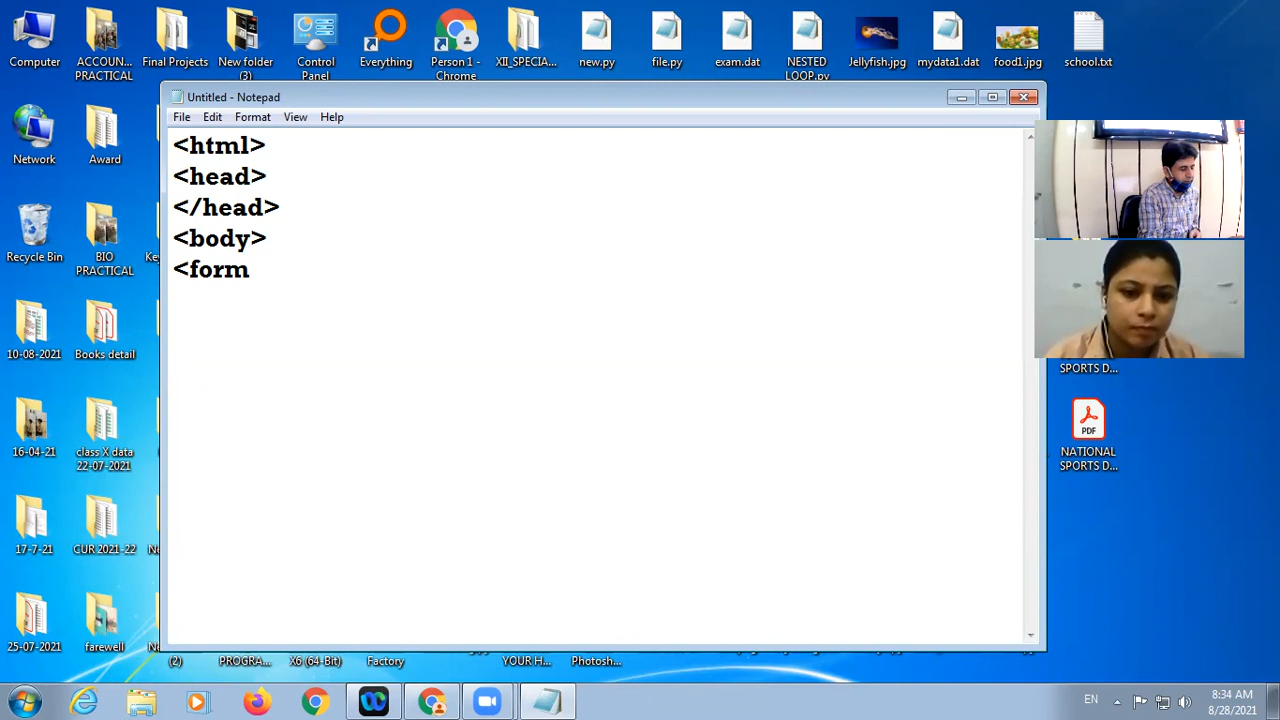 Computer
ACCOUN... PRACTICAL
Final Projects
New folder (3)
Control Panel
Everything
Person 1 - Chrome
XII_SPECIA...
new.py
file.py
exam.dat
NESTED LOOP.py
Jellyfish.jpg
mydata1.dat
food1.jpg
school.txt
Untitled - Notepad
File Edit Format View Help
<html>
<head>
</head>
<body>
<form
Network
Award
Recycle Bin
BIO PRACTICAL
10-08-2021
Books detail
SPORTS D...
16-04-21
class X data 22-07-2021
PDF
NATIONAL SPORTS D...
17-7-21
CUR 2021-22
25-07-2021
farewell
(2)
PROGRA...
X6 (64-Bit)
Factory
YOUR H...
Photosh...
EN
8:34 AM
8/28/2021